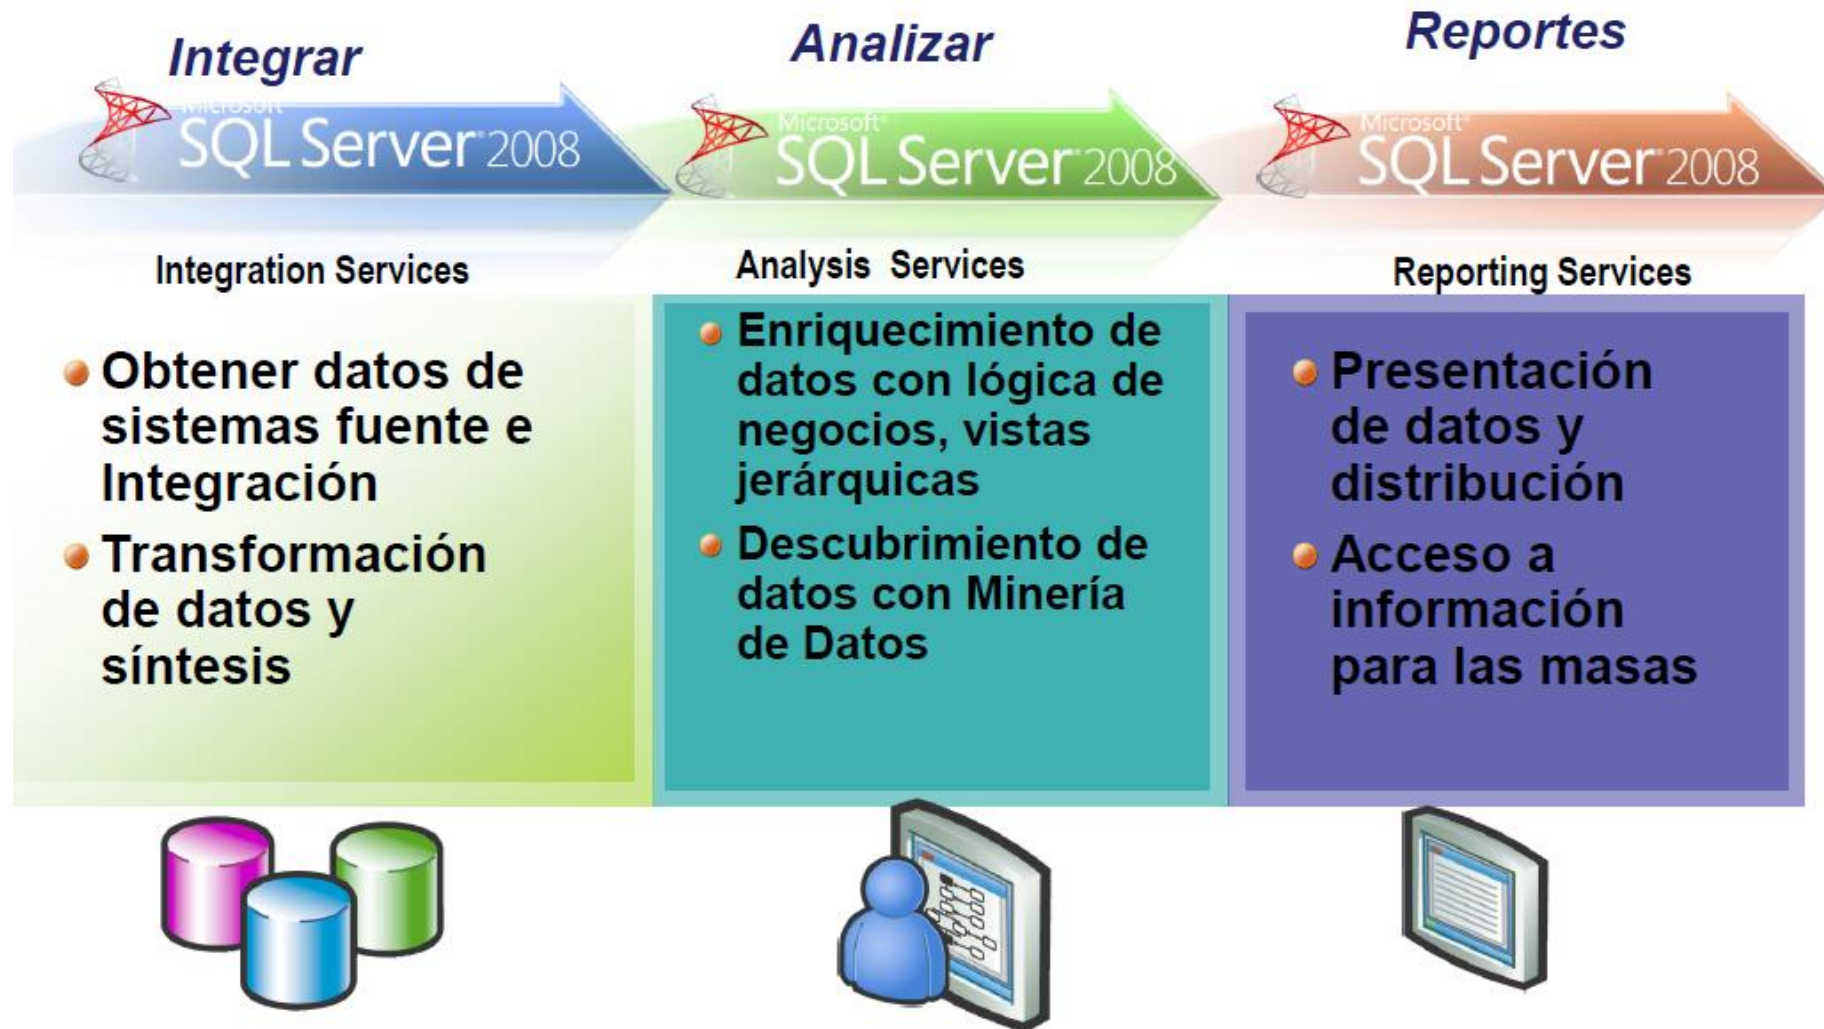 Integrar
Microsoft
SQL Server 2008
Integration Services
Obtener datos de
sistemas fuente e
Integración
Transformación
de datos y
síntesis
Analizar
Microsoft®
SQL Server 2008
Analysis Services
Enriquecimiento de
datos con lógica de
negocios, vistas
jerárquicas
Descubrimiento de
datos con Minería
de Datos
Reportes
Microsoft®
SQL Server 2008
Reporting Services
Presentación
de datos y
distribución
Acceso a
información
para las masas